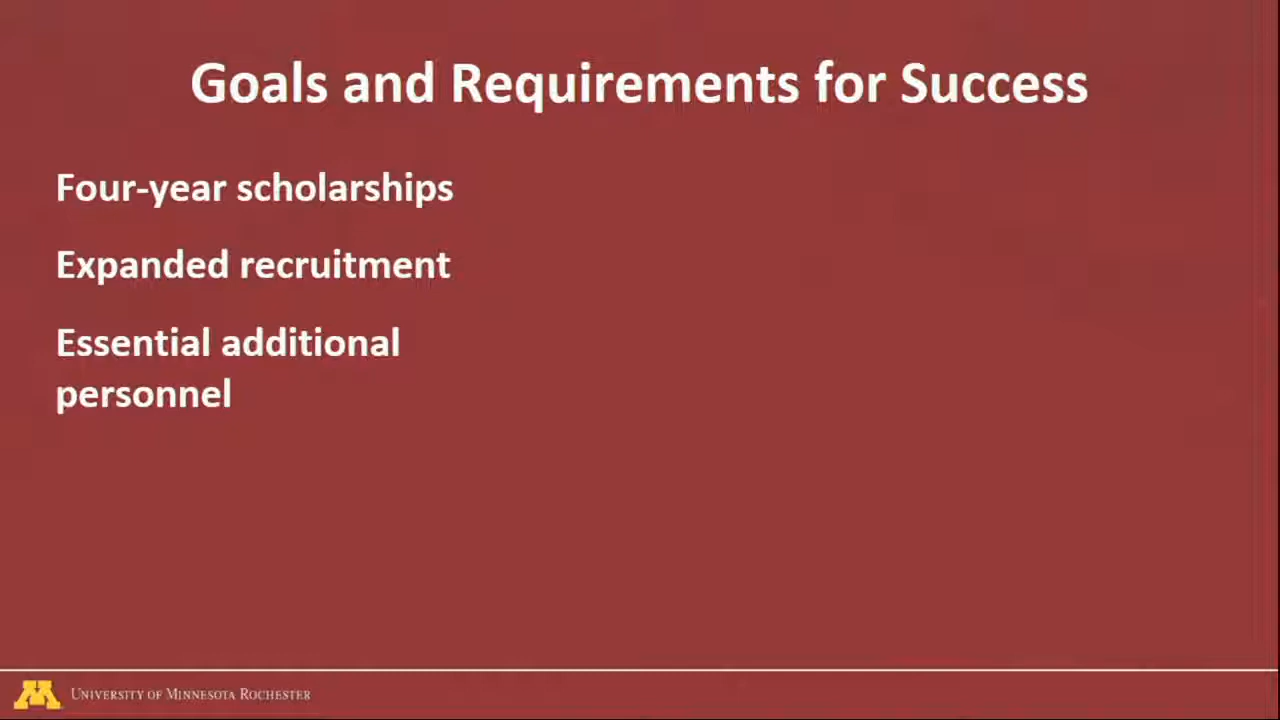 Goals and Requirements for Success
Four-year scholarships
Expanded recruitment
Essential additional
personnel
M University of Minnesota Rochester